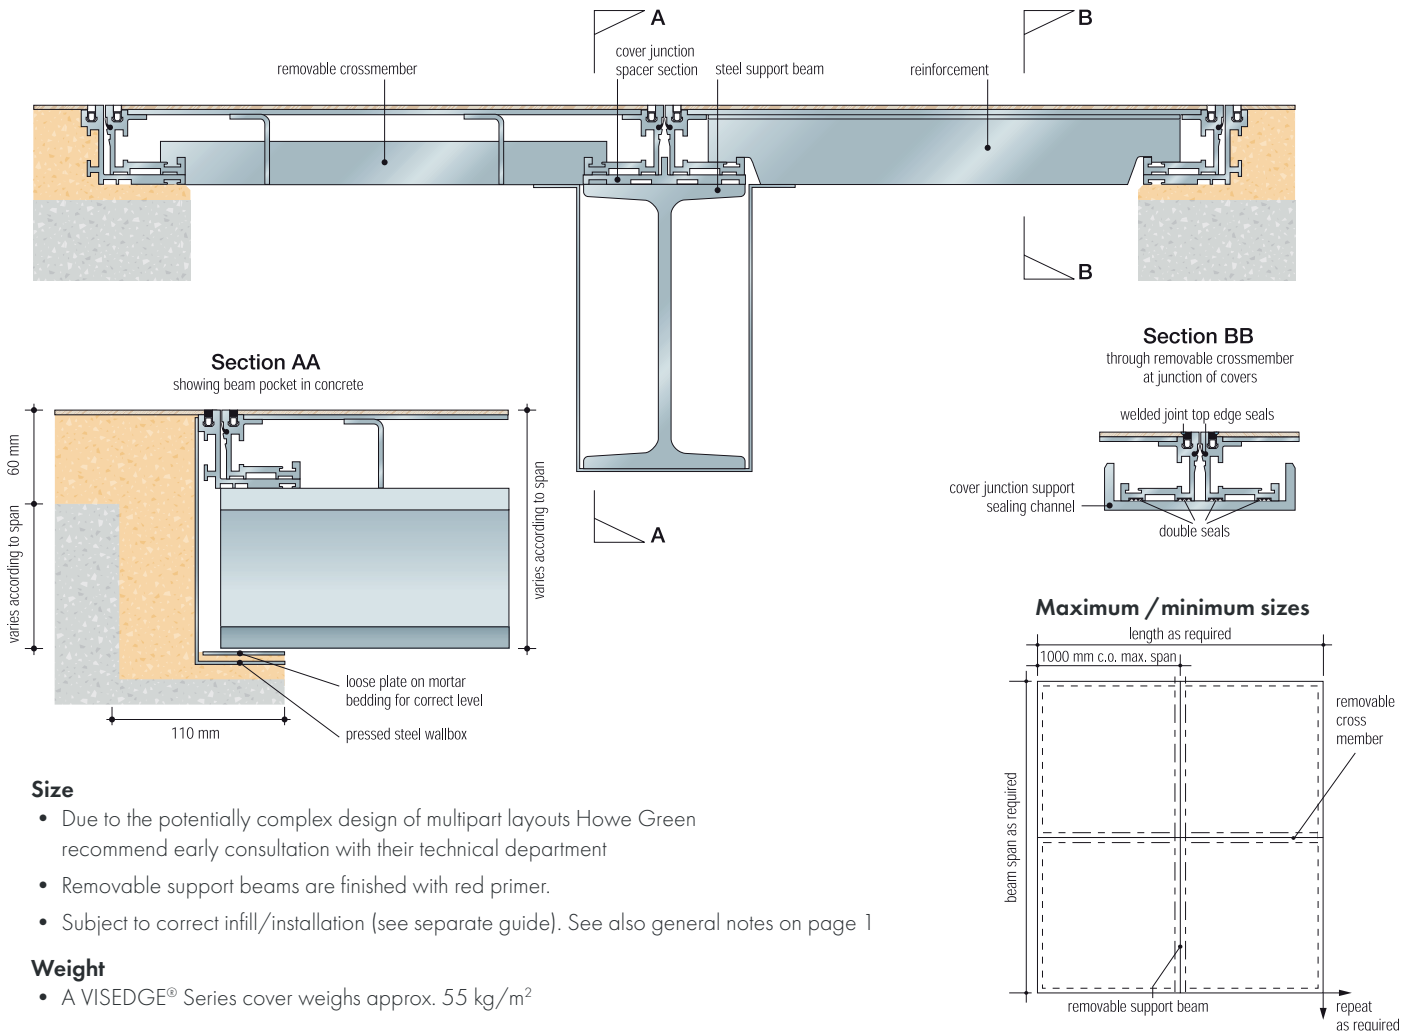 A
B
cover junction
spacer section
removable crossmember
steel support beam
reinforcement
B
Section AA
showing beam pocket in concrete
60 mm
varies according to span
varies according to span
A
loose plate on mortar
bedding for correct level
pressed steel wallbox
110 mm
Section BB
through removable crossmember
at junction of covers
welded joint top edge seals
cover junction support
sealing channel
double seals
Maximum / minimum sizes
length as required
1000 mm c.o. max. span
removable
cross
member
beam span as required
removable support beam
repeat
as required
Size
• Due to the potentially complex design of multipart layouts Howe Green
recommend early consultation with their technical department
• Removable support beams are finished with red primer.
• Subject to correct infill/installation (see separate guide). See also general notes on page 1
Weight
• A VISEDGE® Series cover weighs approx. 55 kg/m²